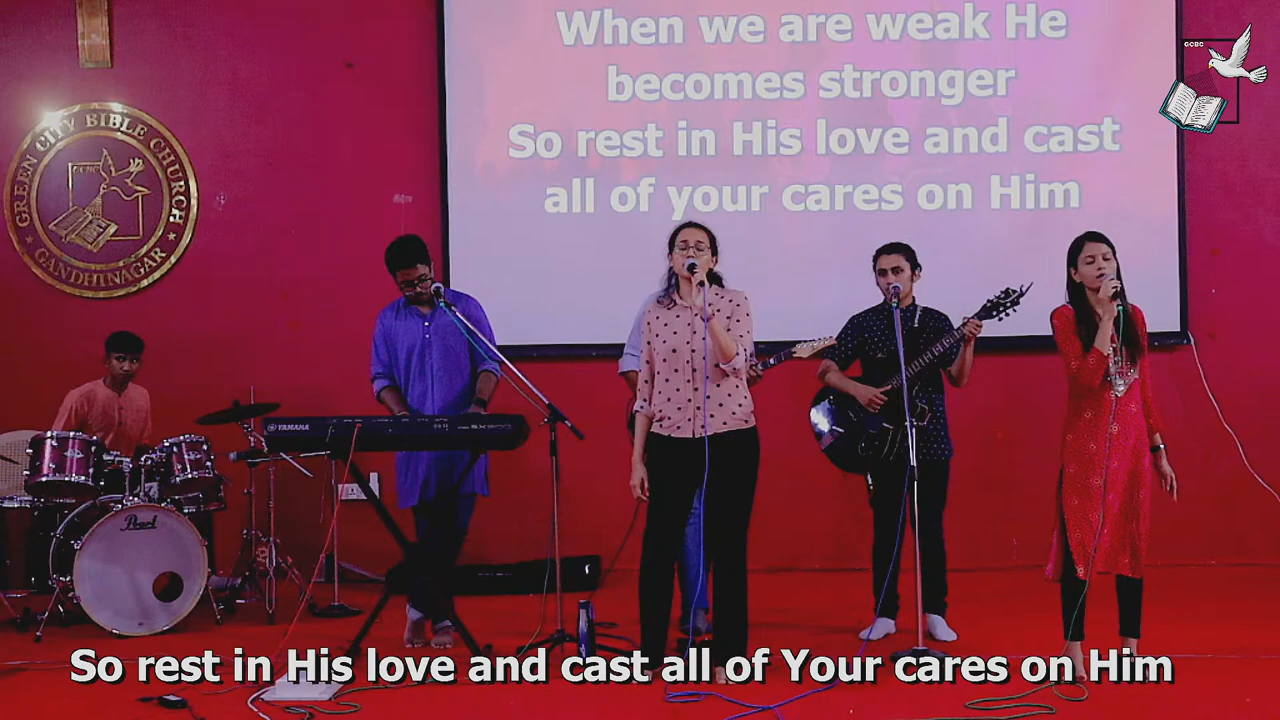 When we are weak He
becomes stronger
So rest in His love and cast
all of your cares on Him
GCBC
GREEN CITY BIBLE CHURCH
GCBC
★ GANDHINAGAR ★
YAMAHA
Pearl
So rest in His love and cast all of Your cares on Him